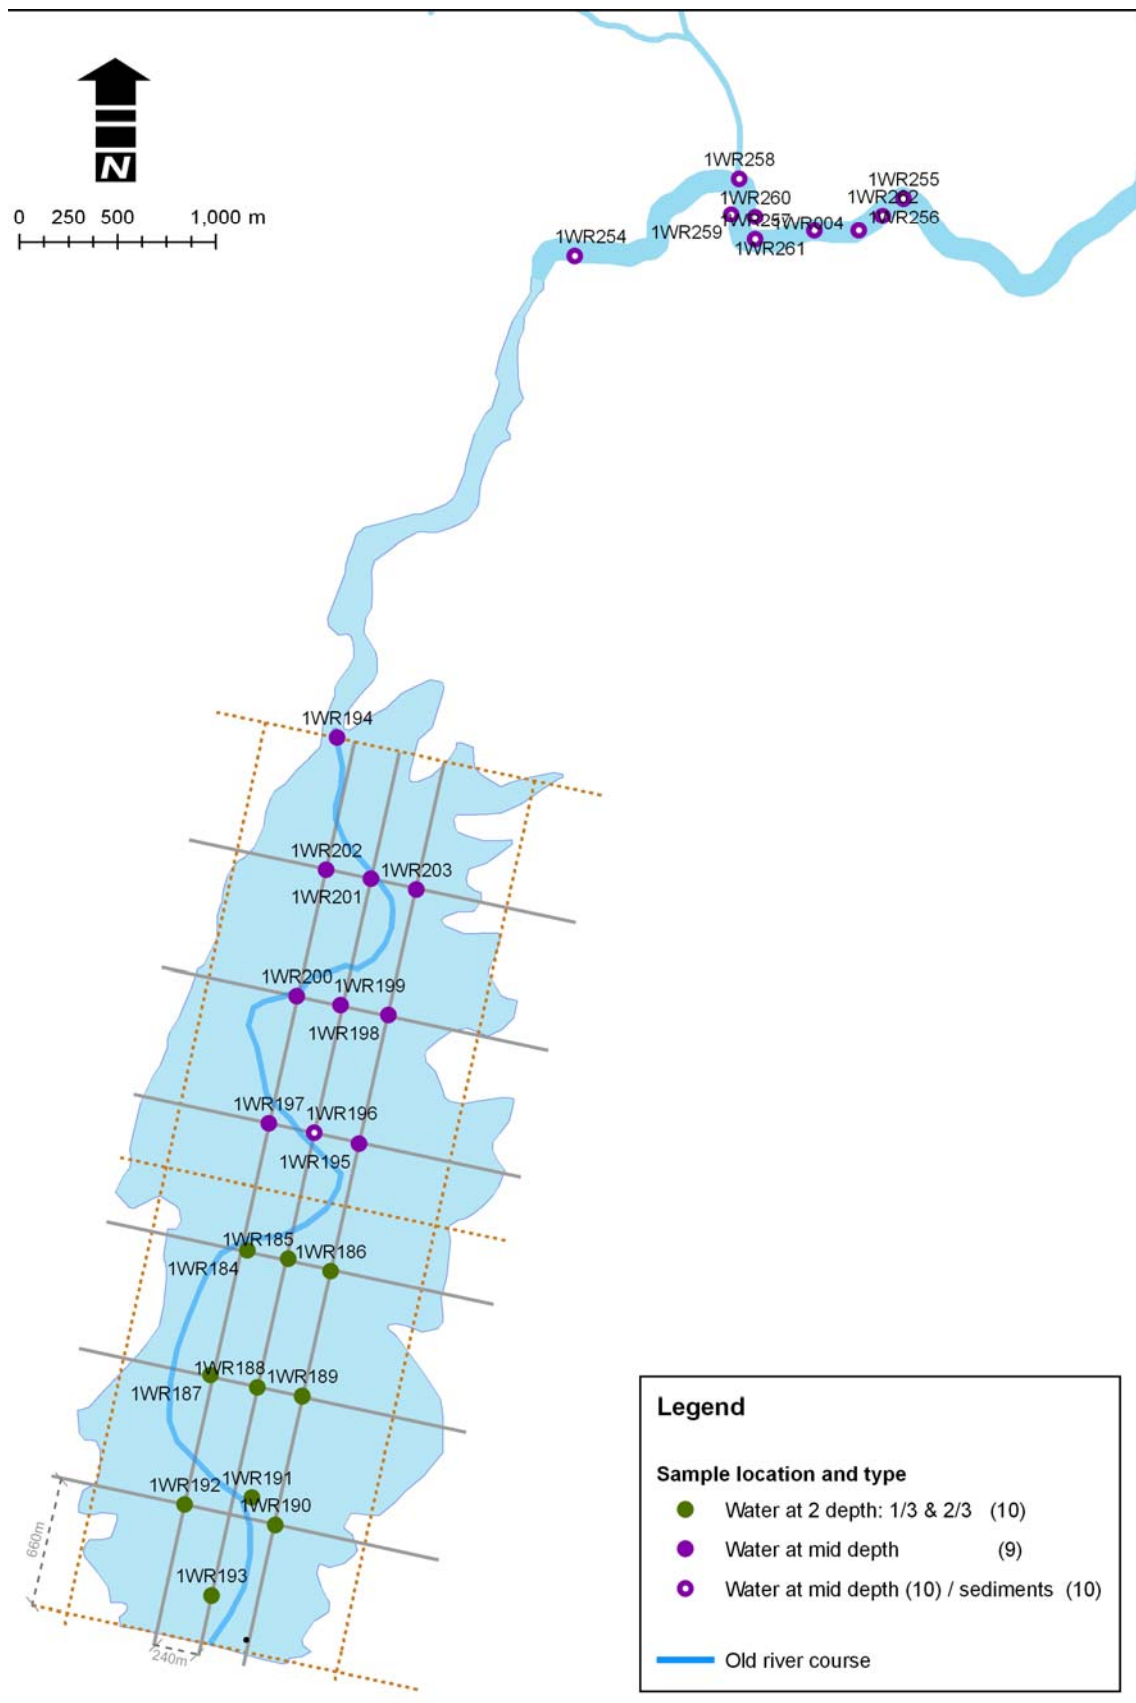 N
0 250 500 1,000 m
1WR258
1WR255
1WR260
1WR202
1WR257
1WR004
1WR256
1WR259
1WR254
1WR261
1WR194
1WR202
1WR203
1WR201
1WR200
1WR199
1WR198
1WR197
1WR196
1WR195
1WR185
1WR186
1WR184
1WR188
1WR189
1WR187
1WR191
1WR192
1WR190
660m
1WR193
240m
Legend
Sample location and type
Water at 2 depth: 1/3 & 2/3 (10)
Water at mid depth (9)
Water at mid depth (10) / sediments (10)
Old river course